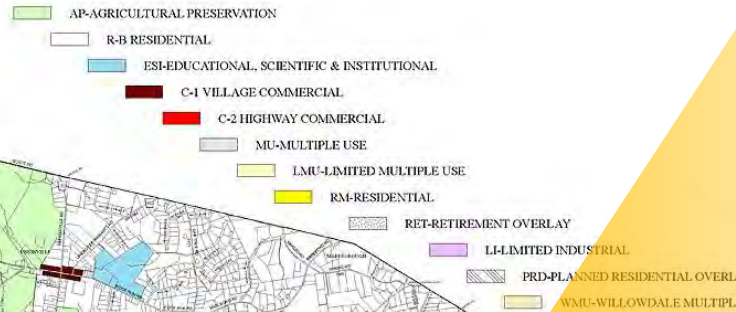 AP-AGRICULTURAL PRESERVATION
R-B RESIDENTIAL
ESI-EDUCATIONAL, SCIENTIFIC & INSTITUTIONAL
C-1 VILLAGE COMMERCIAL
C-2 HIGHWAY COMMERCIAL
MU-MULTIPLE USE
LMU-LIMITED MULTIPLE USE
RM-RESIDENTIAL
RET-RETIREMENT OVERLAY
LI-LIMITED INDUSTRIAL
PRD-PLANNED RESIDENTIAL OVERL
WMU-WILLOWDALE MULTIPL